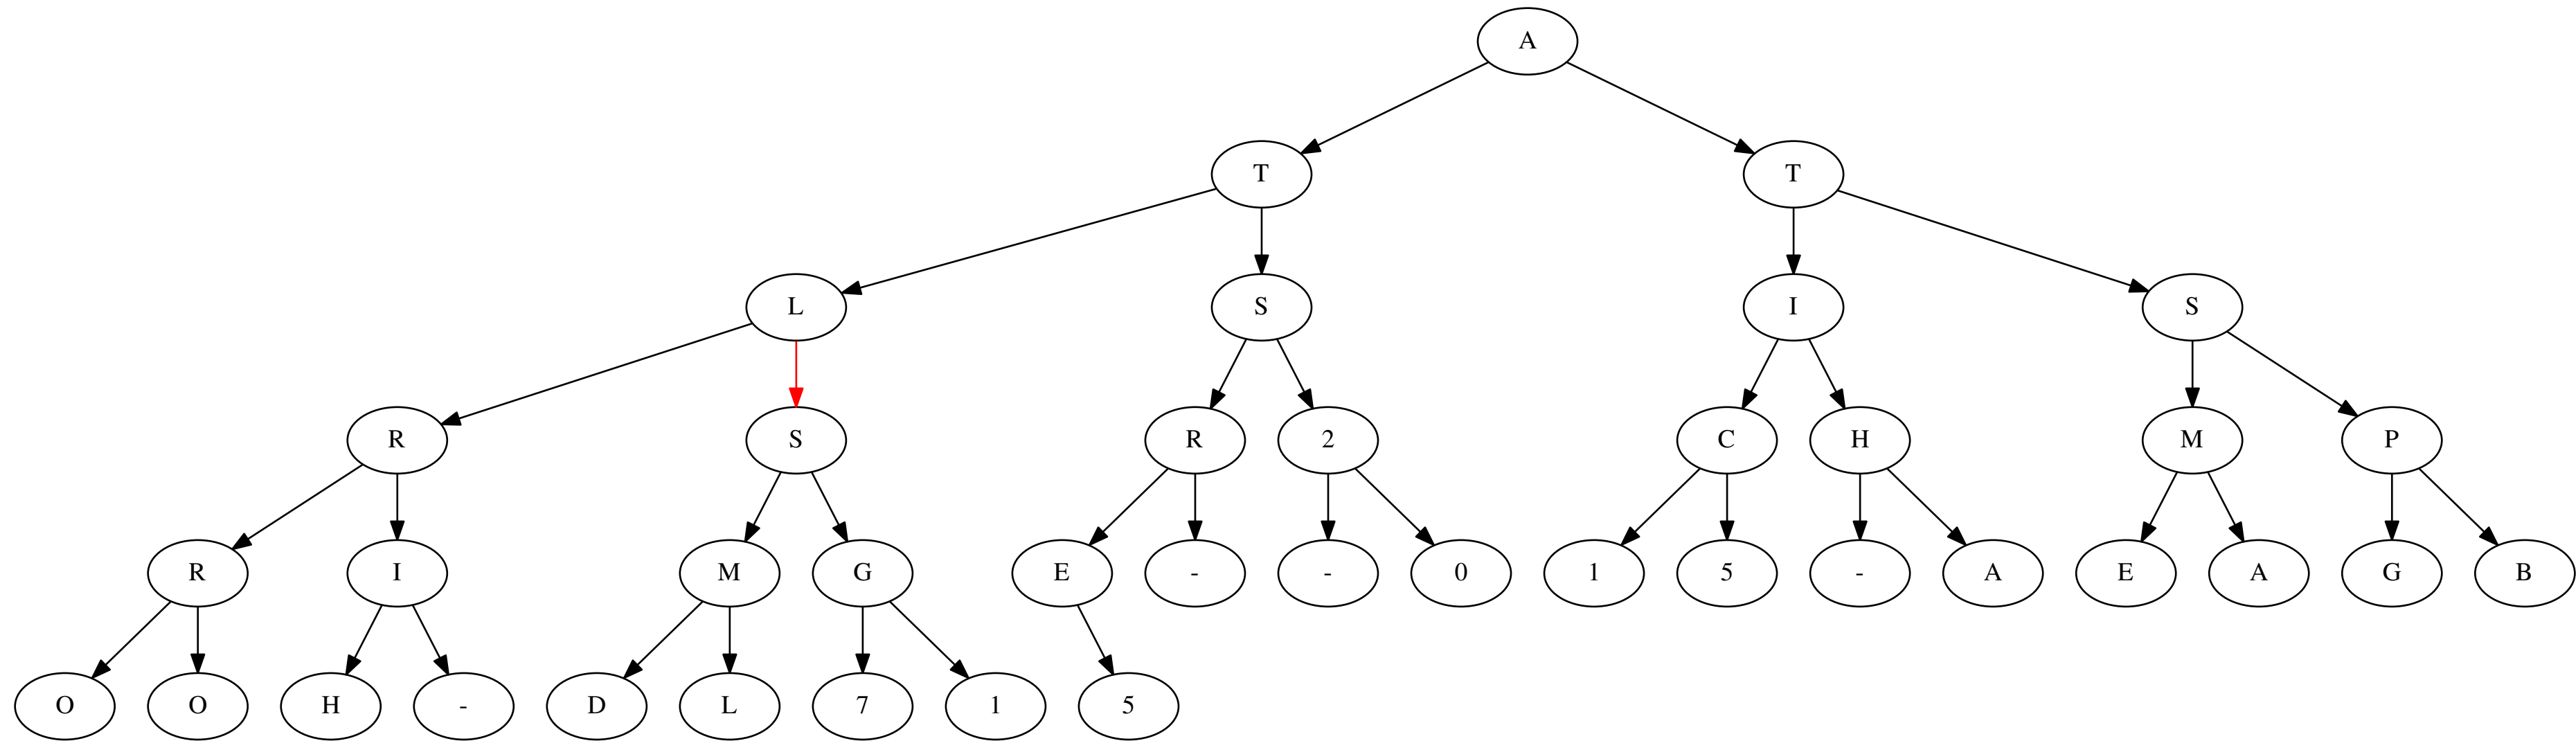 A
T T
L S I S
R S R 2 C H M P
R I M G E - - 0 1 5 - A E A G B
O O H - D L 7 1 5